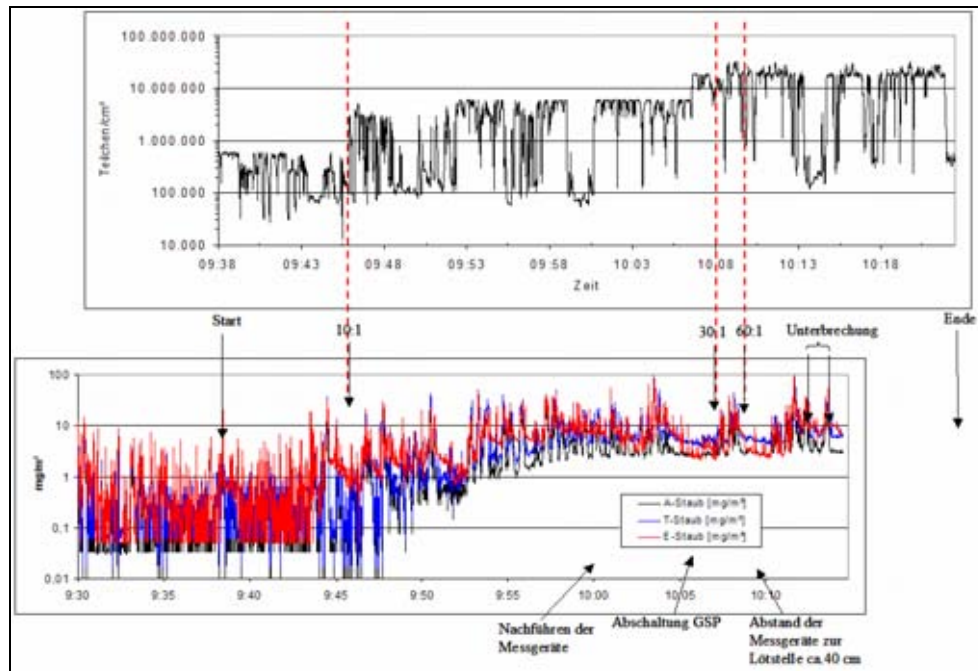 100.000.000
10.000.000
1.000.000
100.000
10.000
Teilchen/cm³
09:38 09:43 09:48 09:53 09:58 10:03 10:08 10:13 10:18
Zeit
Start
10:1
30:1
60:1
Unterbrechung
Ende
100
10
1
0.1
0.01
mg/m³
A-Staub [mg/m³]
T-Staub [mg/m³]
E-Staub [mg/m³]
9:30 9:35 9:40 9:45 9:50 9:55 10:00 10:05 10:10
Nachführen der
Messgeräte
Abschaltung GSP
Abstand der
Messgeräte zur
Lötstelle ca.40 cm